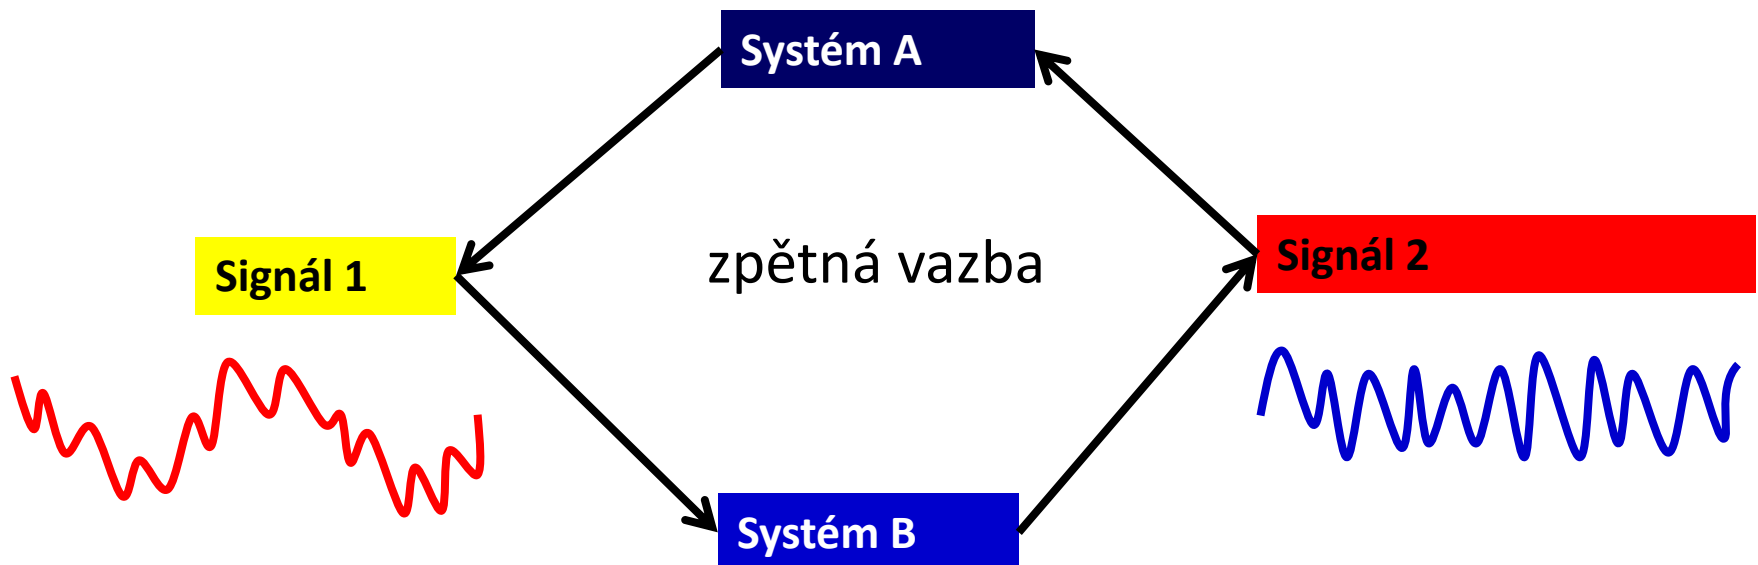 Systém A
Signál 1
zpětná vazba
Signál 2
Systém B